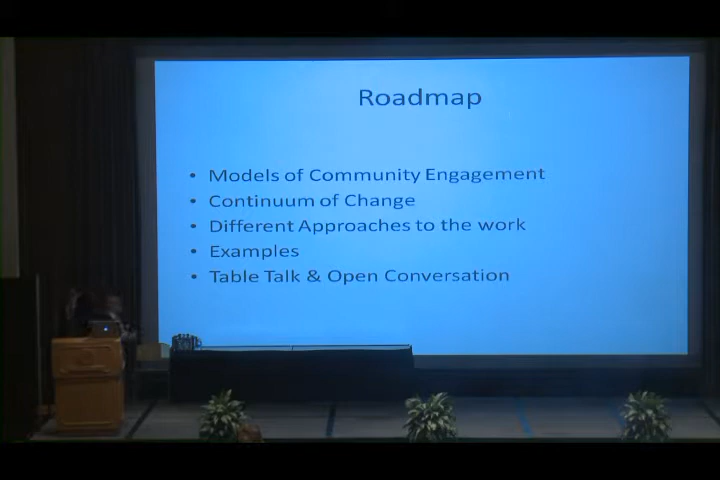 Roadmap
• Models of Community Engagement
• Continuum of Change
• Different Approaches to the work
• Examples
• Table Talk & Open Conversation